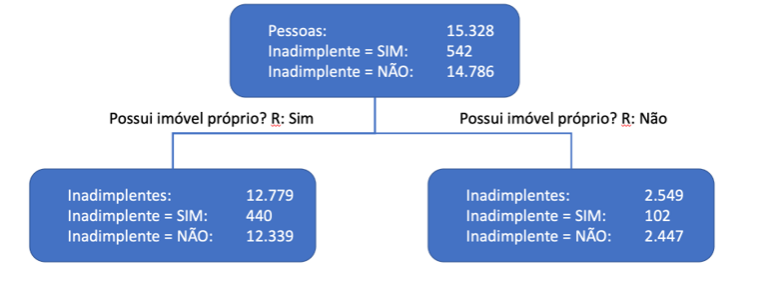 Pessoas: 15.328
Inadimplente = SIM: 542
Inadimplente = NÃO: 14.786
Possui imóvel próprio? R: Sim
Possui imóvel próprio? R: Não
Inadimplentes: 12.779
Inadimplente = SIM: 440
Inadimplente = NÃO: 12.339
Inadimplentes: 2.549
Inadimplente = SIM: 102
Inadimplente = NÃO: 2.447